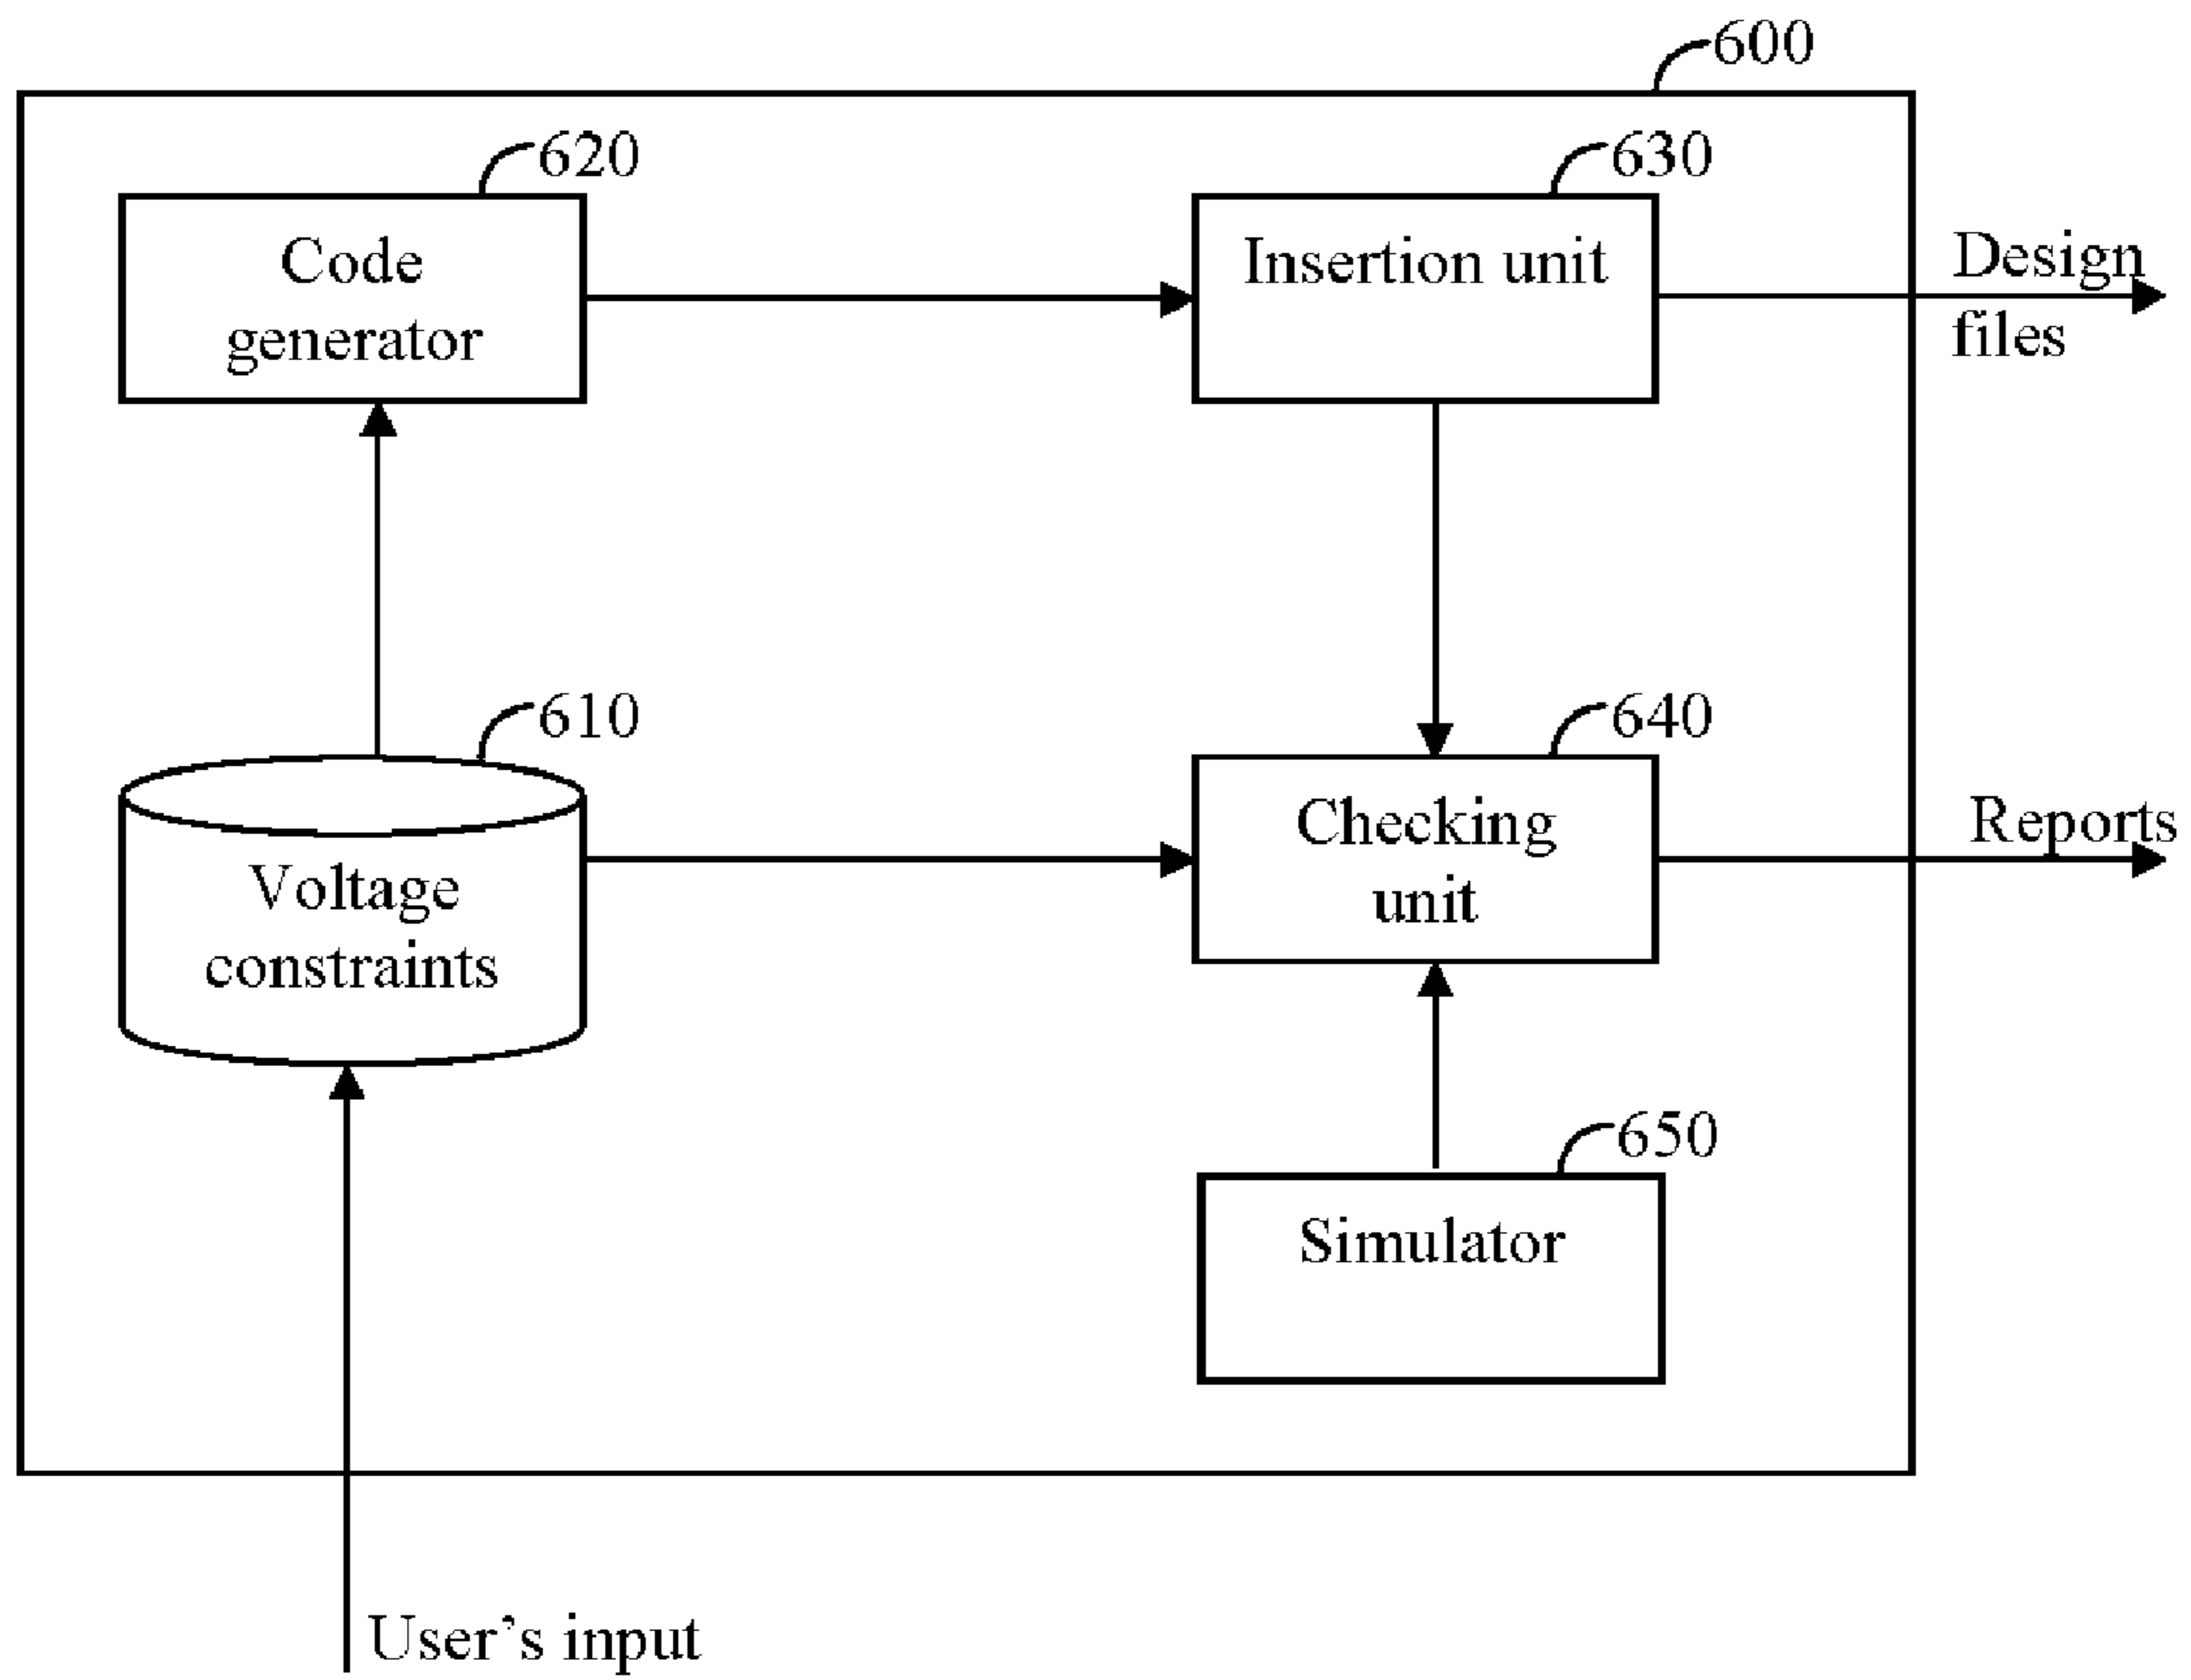 600
620
630
Code
generator
Insertion unit
Design
files
610
640
Voltage
constraints
Checking
unit
Reports
650
Simulator
User's input